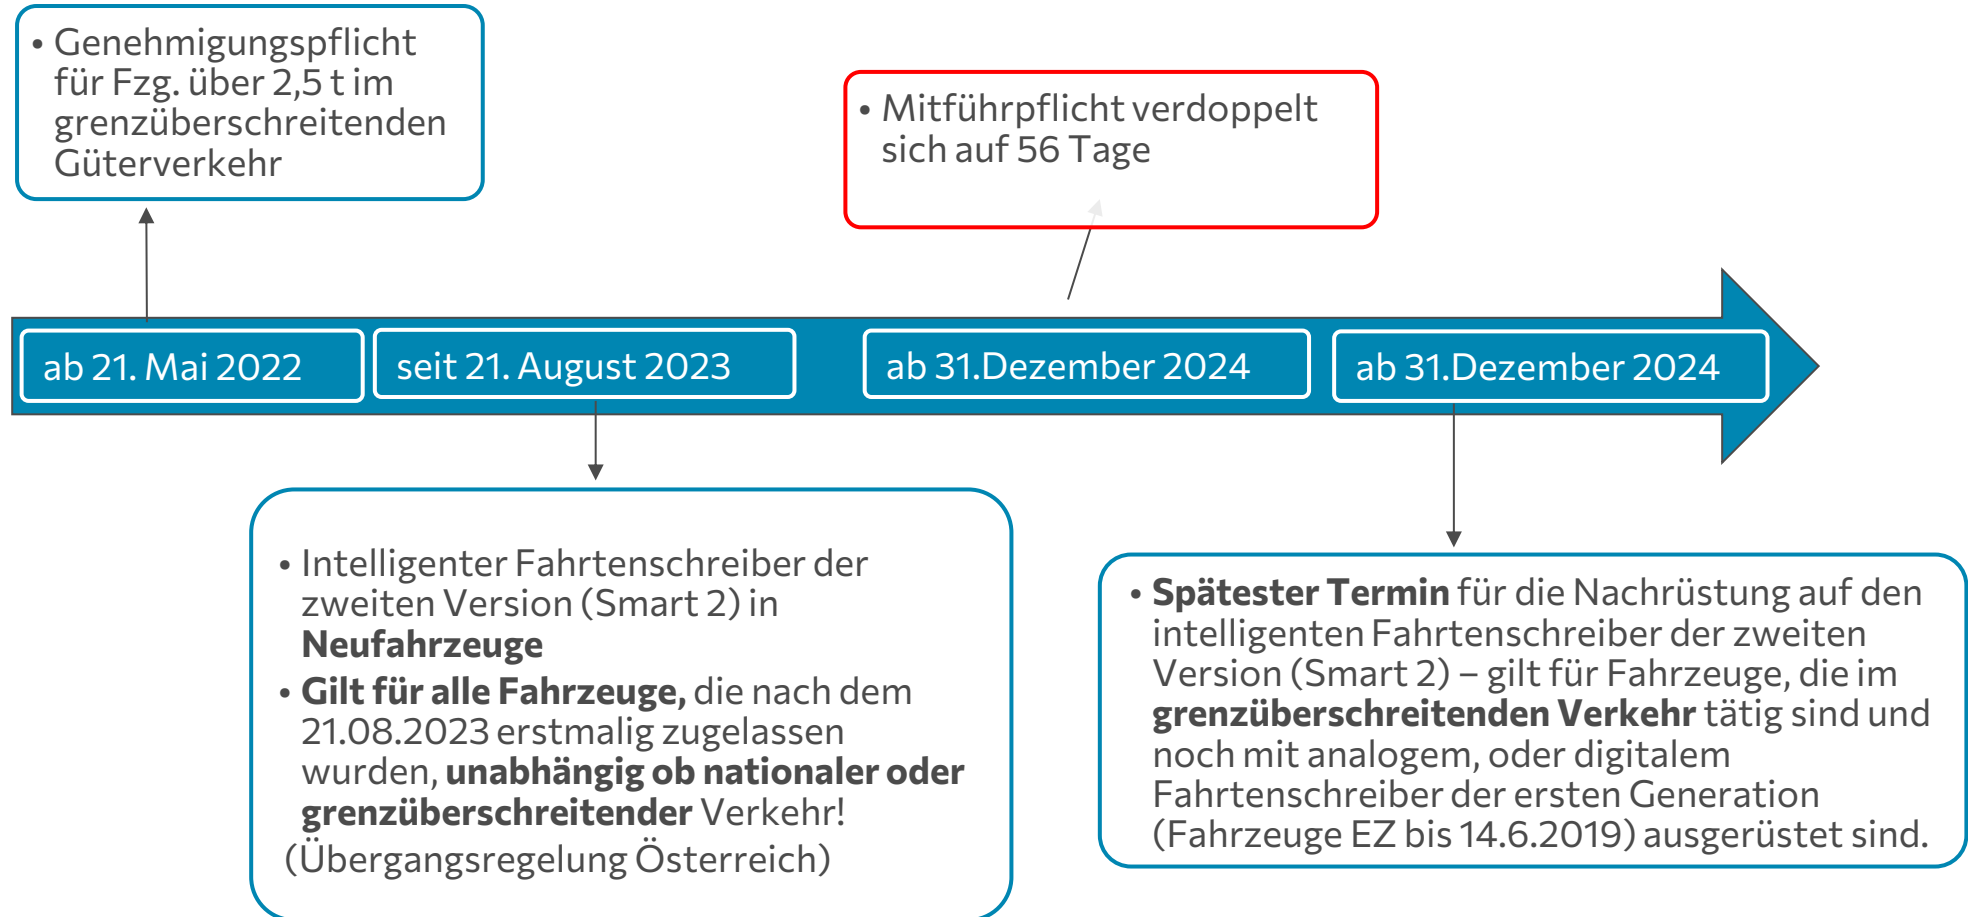 • Genehmigungspflicht
für Fzg. über 2,5 t im
grenzüberschreitenden
Güterverkehr
• Mitführpflicht verdoppelt
sich auf 56 Tage
ab 21. Mai 2022
seit 21. August 2023
ab 31.Dezember 2024
ab 31.Dezember 2024
• Intelligenter Fahrtenschreiber der
zweiten Version (Smart 2) in
Neufahrzeuge
• Gilt für alle Fahrzeuge, die nach dem
21.08.2023 erstmalig zugelassen
wurden, unabhängig ob nationaler oder
grenzüberschreitender Verkehr!
(Übergangsregelung Österreich)
• Spätester Termin für die Nachrüstung auf den
intelligenten Fahrtenschreiber der zweiten
Version (Smart 2) – gilt für Fahrzeuge, die im
grenzüberschreitenden Verkehr tätig sind und
noch mit analogem, oder digitalem
Fahrtenschreiber der ersten Generation
(Fahrzeuge EZ bis 14.6.2019) ausgerüstet sind.